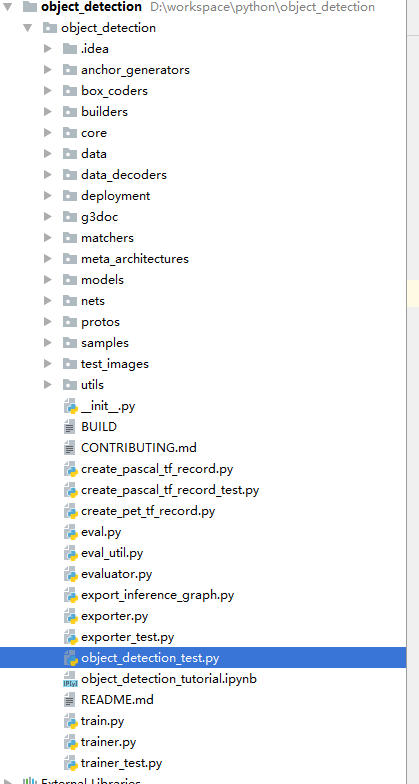 object_detection D:\workspace\python\object_detection
object_detection
.idea
anchor_generators
box_coders
builders
core
data
data_decoders
deployment
g3doc
matchers
meta_architectures
models
nets
protos
samples
test_images
utils
__init__.py
BUILD
CONTRIBUTING.md
create_pascal_tf_record.py
create_pascal_tf_record_test.py
create_pet_tf_record.py
eval.py
eval_util.py
evaluator.py
export_inference_graph.py
exporter.py
exporter_test.py
object_detection_test.py
object_detection_tutorial.ipynb
README.md
train.py
trainer.py
trainer_test.py
External Libraries